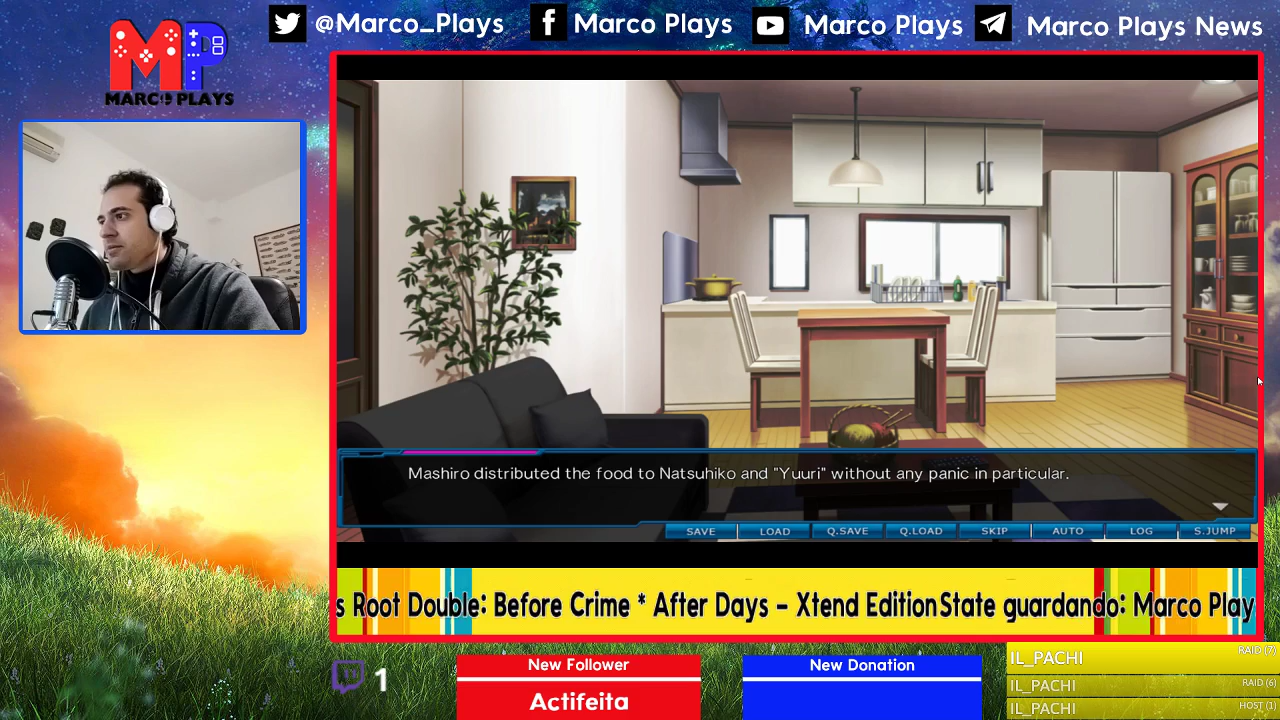 @Marco_Plays
Marco Plays
Marco Plays
Marco Plays News
MP
MARCO PLAYS
Mashiro distributed the food to Natsuhiko and "Yuuri" without any panic in particular.
SAVE
LOAD
Q.SAVE
Q.LOAD
SKIP
AUTO
LOG
S.JUMP
s Root Double: Before Crime * After Days - Xtend EditionState guardando: Marco Play
1
New Follower
Actifeita
New Donation
IL_PACHI RAID (7)
IL_PACHI RAID (6)
IL_PACHI HOST (1)